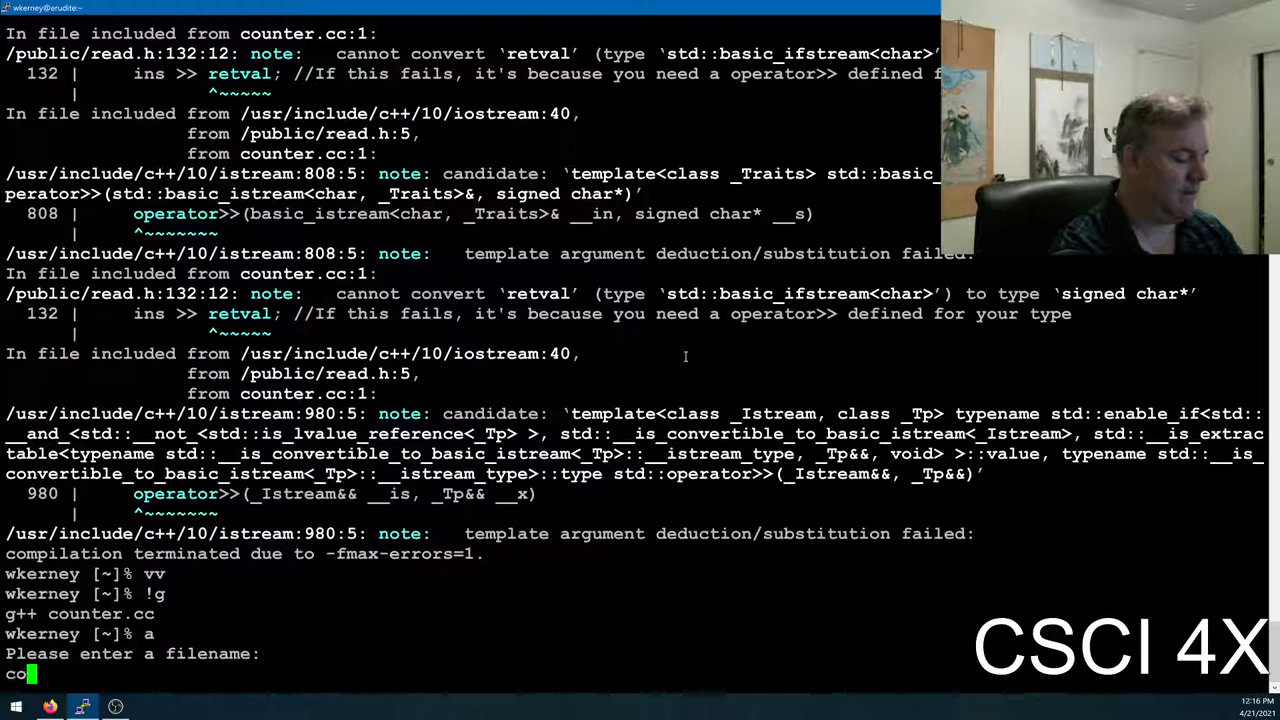 wkerney@erudite:~
In file included from counter.cc:1:
/public/read.h:132:12: note:   cannot convert ‘retval’ (type ‘std::basic_ifstream<char>’
132 |     ins >> retval; //If this fails, it's because you need a operator>> defined f
|            ^~~~~~
In file included from /usr/include/c++/10/iostream:40,
from /public/read.h:5,
from counter.cc:1:
/usr/include/c++/10/istream:808:5: note: candidate: ‘template<class _Traits> std::basic_
perator>>(std::basic_istream<char, _Traits>&, signed char*)’
808 |     operator>>(basic_istream<char, _Traits>& __in, signed char* __s)
|     ^~~~~~~~
/usr/include/c++/10/istream:808:5: note:   template argument deduction/substitution failed:
In file included from counter.cc:1:
/public/read.h:132:12: note:   cannot convert ‘retval’ (type ‘std::basic_ifstream<char>’) to type ‘signed char*’
132 |     ins >> retval; //If this fails, it's because you need a operator>> defined for your type
|            ^~~~~~
In file included from /usr/include/c++/10/iostream:40,
from /public/read.h:5,
from counter.cc:1:
/usr/include/c++/10/istream:980:5: note: candidate: ‘template<class _Istream, class _Tp> typename std::enable_if<std::
__and_<std::__not_<std::is_lvalue_reference<_Tp> >, std::__is_convertible_to_basic_istream<_Istream>, std::__is_extrac
table<typename std::__is_convertible_to_basic_istream<_Tp>::__istream_type, _Tp&&, void> >::value, typename std::__is_
convertible_to_basic_istream<_Tp>::__istream_type>::type std::operator>>(_Istream&&, _Tp&&)’
980 |     operator>>(_Istream&& __is, _Tp&& __x)
|     ^~~~~~~~
/usr/include/c++/10/istream:980:5: note:   template argument deduction/substitution failed:
compilation terminated due to -fmax-errors=1.
wkerney [~]% vv
wkerney [~]% !g
g++ counter.cc
wkerney [~]% a
Please enter a filename:
co
CSCI 4X
12:16 PM
4/21/2021